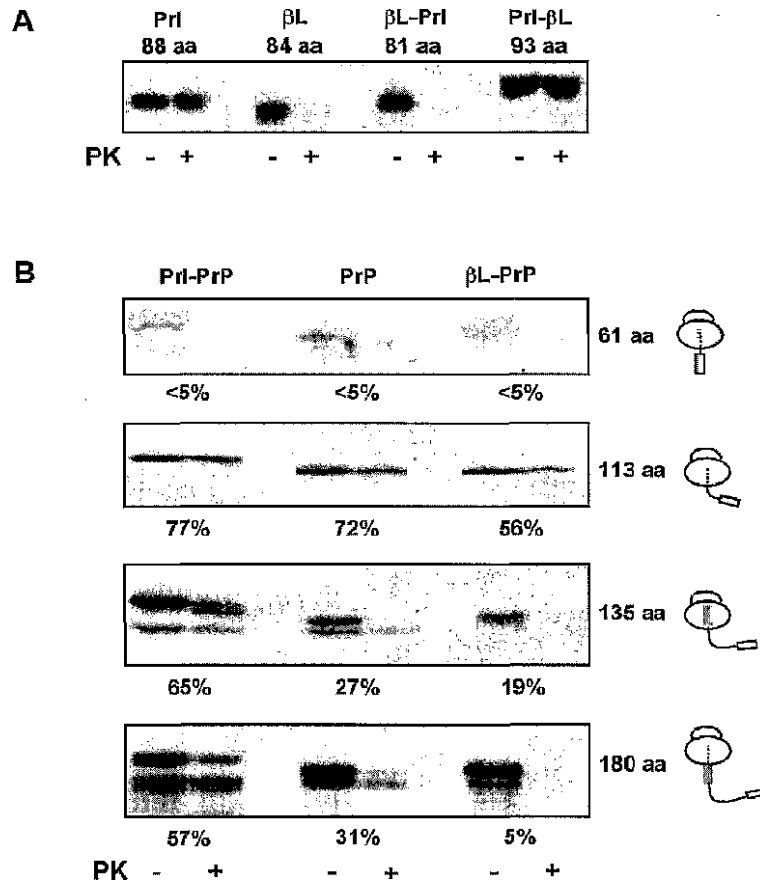 A
Prl βL βL-Prl Prl-βL
88 aa 84 aa 81 aa 93 aa
PK - + - + - + - +
B
Prl-PrP PrP βL-PrP
61 aa
<5% <5% <5%
113 aa
77% 72% 56%
135 aa
65% 27% 19%
180 aa
57% 31% 5%
PK - + - + - +